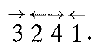 → ← ← ←
3 2 4 1.